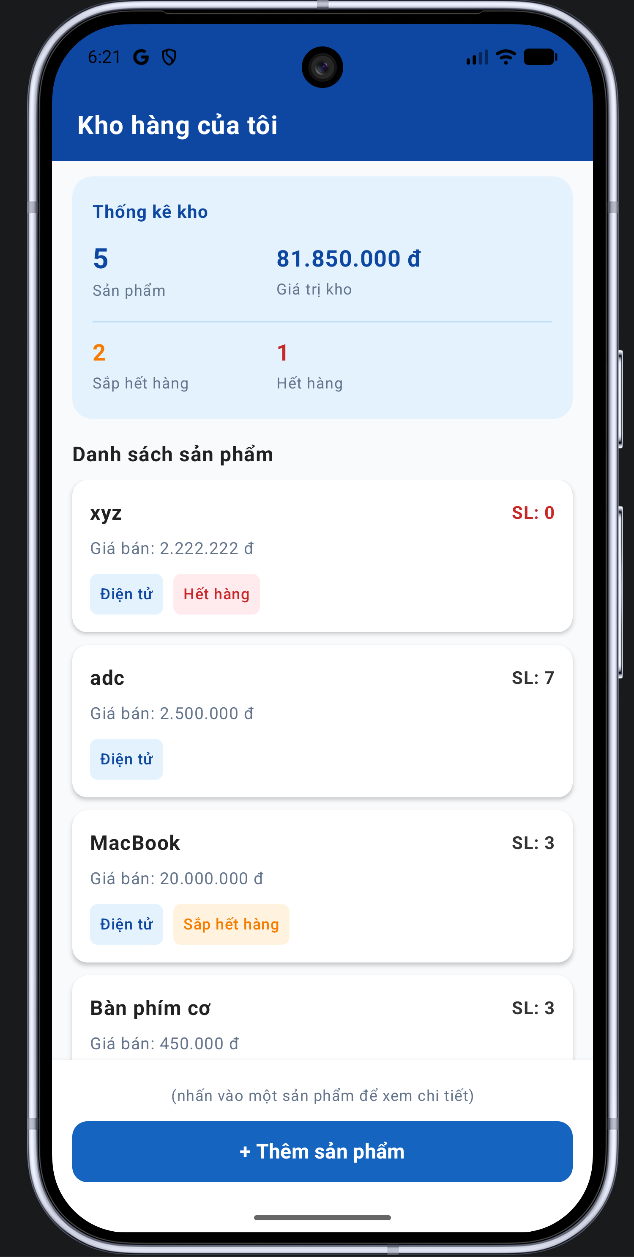 6:21
Kho hàng của tôi
Thống kê kho
5
81.850.000 đ
Sản phẩm
Giá trị kho
2
1
Sắp hết hàng
Hết hàng
Danh sách sản phẩm
xyz
SL: 0
Giá bán: 2.222.222 đ
Điện tử
Hết hàng
adc
SL: 7
Giá bán: 2.500.000 đ
Điện tử
MacBook
SL: 3
Giá bán: 20.000.000 đ
Điện tử
Sắp hết hàng
Bàn phím cơ
SL: 3
Giá bán: 450.000 đ
(nhấn vào một sản phẩm để xem chi tiết)
+ Thêm sản phẩm